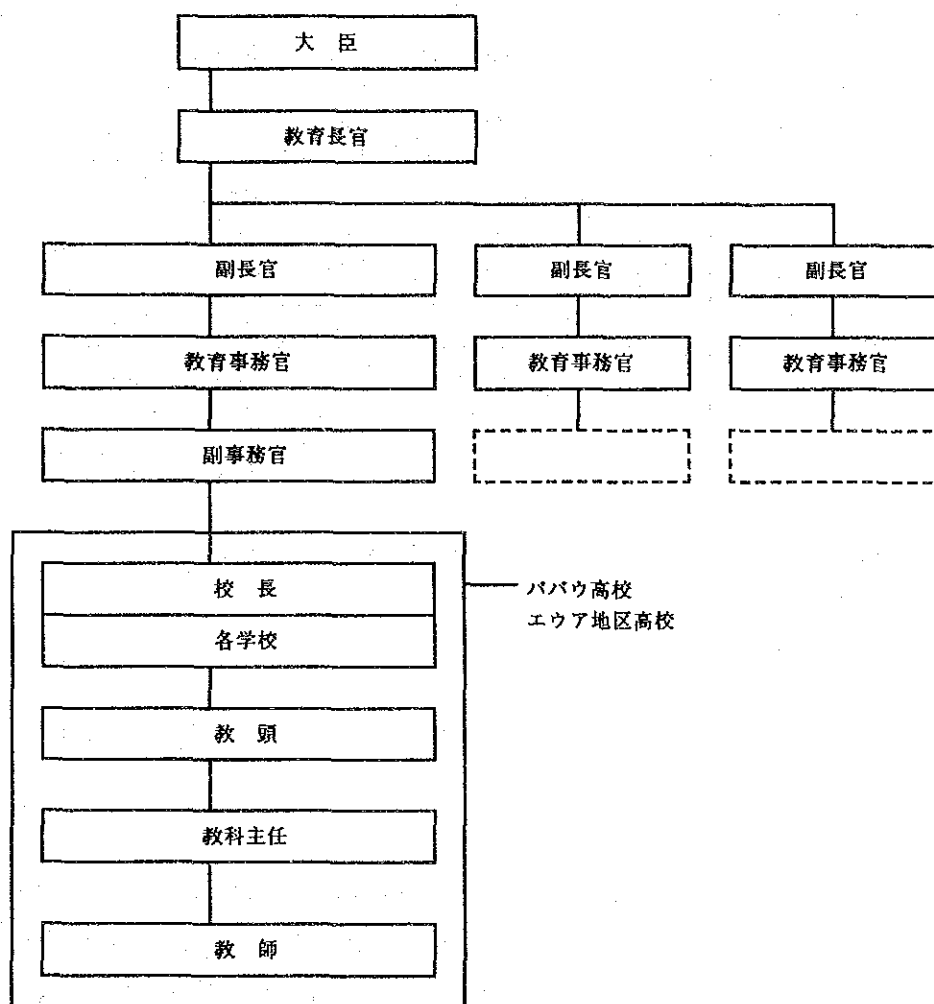 大臣
教育長官
副長官
副長官
副長官
教育事務官
教育事務官
教育事務官
副事務官
校長
各学校
ババウ高校
エウア地区高校
教頭
教科主任
教師